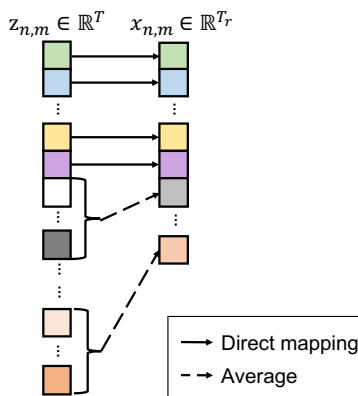 z_{n,m} ∈ ℝ^T
x_{n,m} ∈ ℝ^{T_r}
Direct mapping
Average